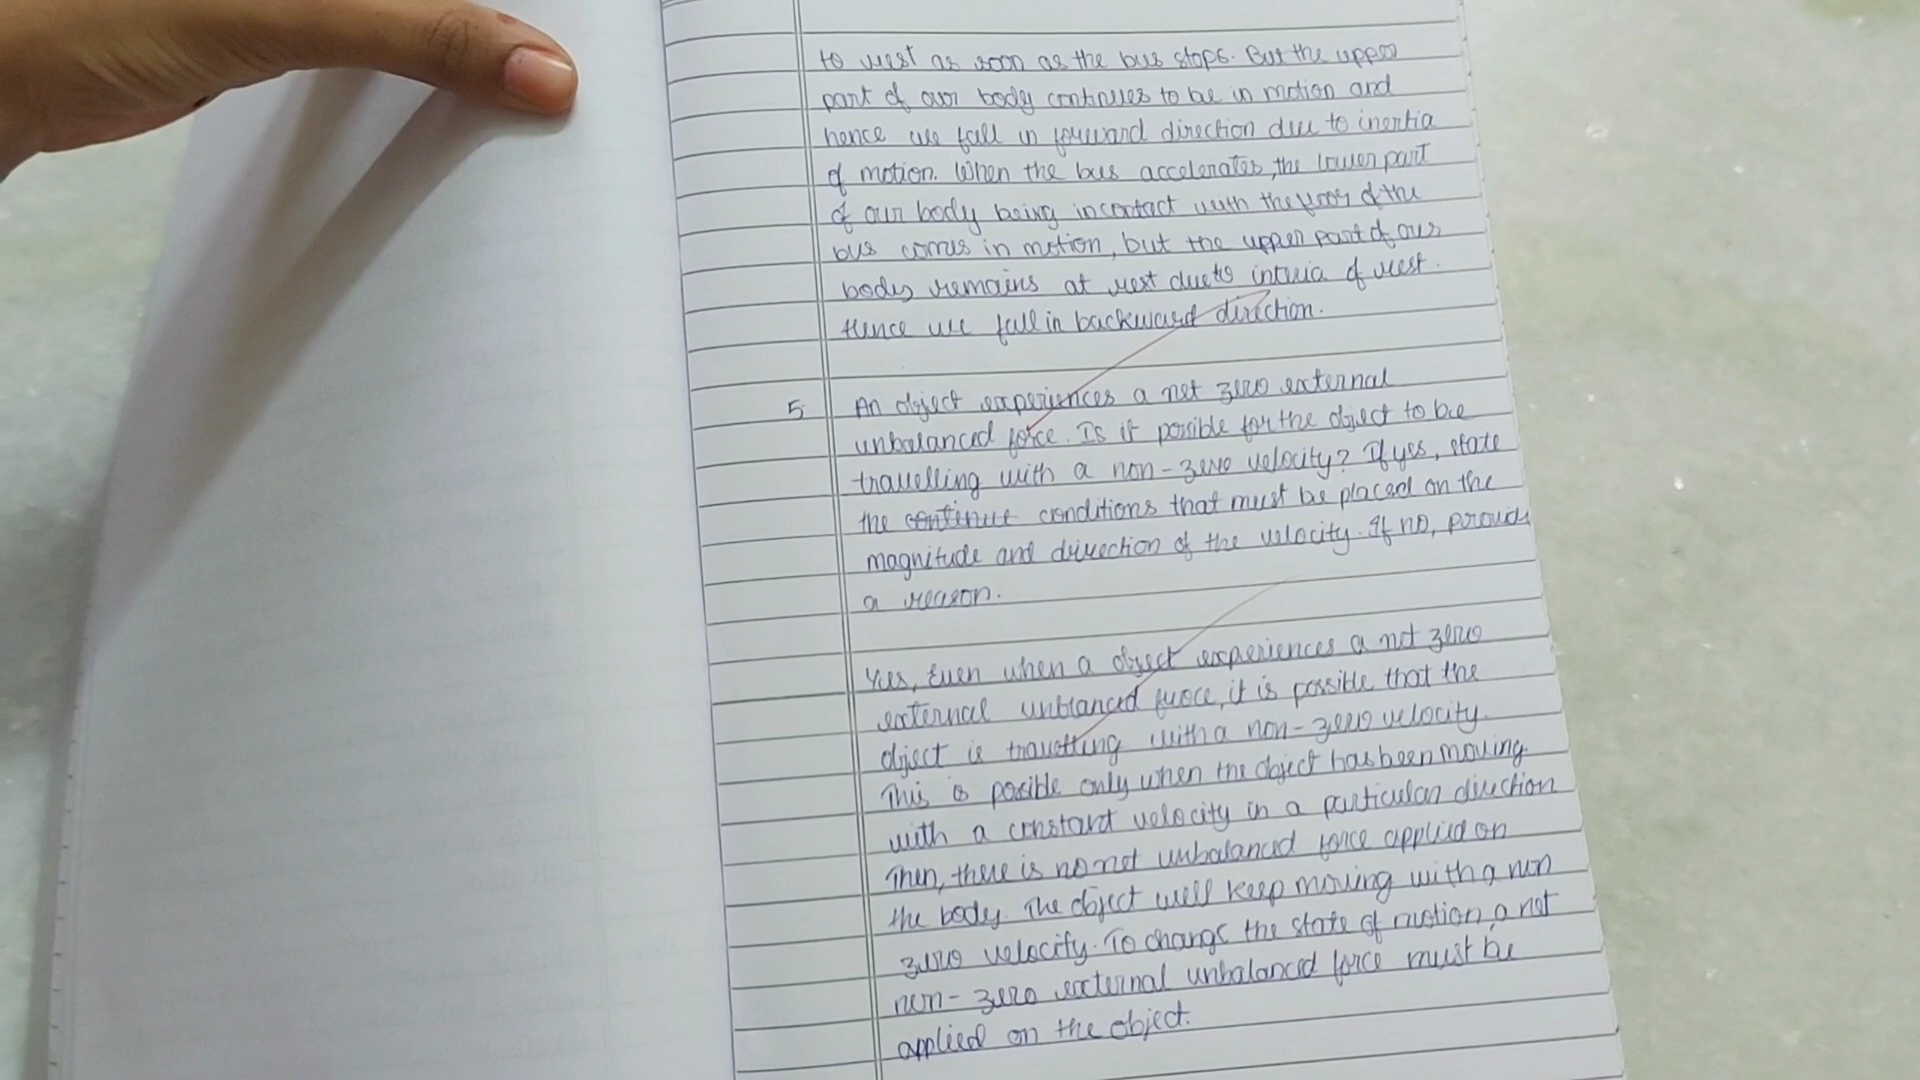 to rest as soon as the bus stops. But the upper
part of our body continues to be in motion and
hence we fall in forward direction due to inertia
of motion. When the bus accelerates, the lower part
of our body being in contact with the floor of the
bus comes in motion, but the upper part of our
body remains at rest due to intria of rest.
Hence we fall in backward direction.
5 An object experiences a net zero external
unbalanced force. Is it possible for the object to be
travelling with a non-zero velocity? If yes, state
the continue conditions that must be placed on the
magnitude and direction of the velocity. If no, provide
a reason.
Yes, Even when a object experiences a net zero
external unblanced force, it is possible that the
object is travelling with a non-zero velocity.
This is possible only when the object has been moving
with a constant velocity in a particular direction
Then, there is no net unbalanced force applied on
the body. The object will keep moving with a non
zero velocity. To change the state of motion, a net
non-zero external unbalanced force must be
applied on the object.